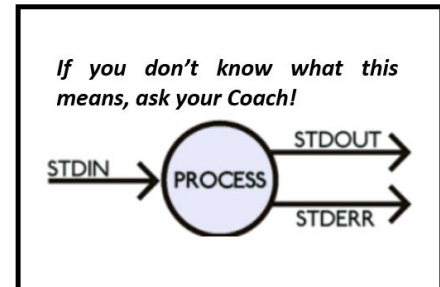 If you don’t know what this
means, ask your Coach!
STDOUT
STDIN
PROCESS
STDERR